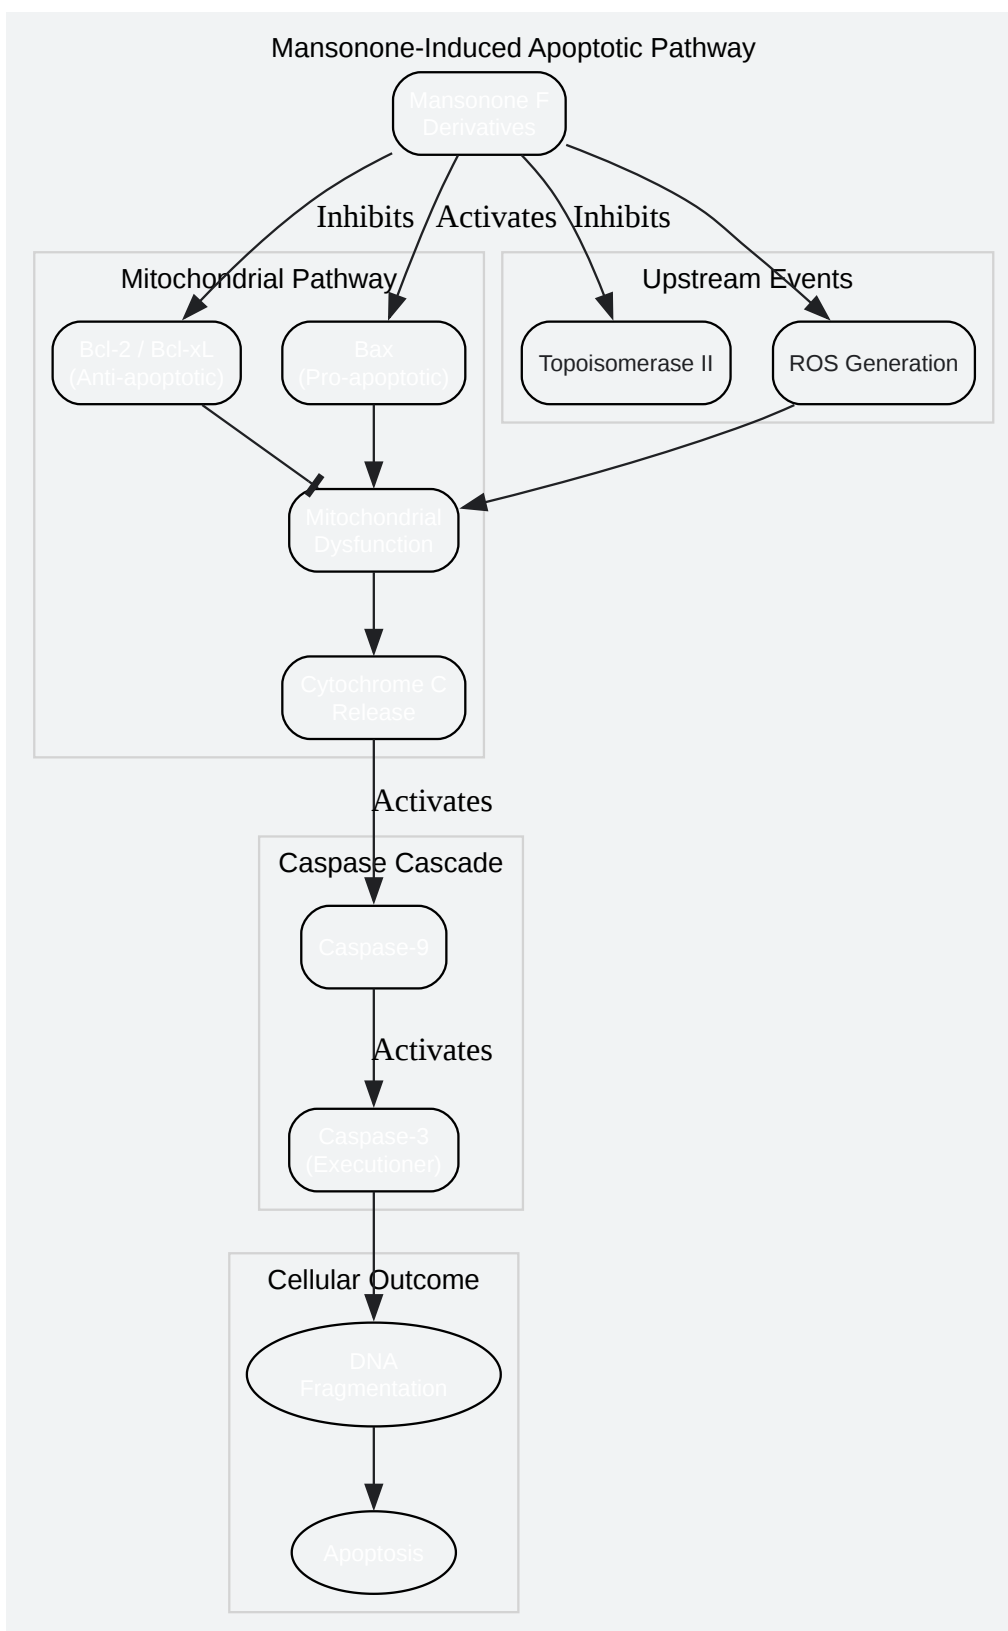 Mansonone-Induced Apoptotic Pathway
Mansonone F
Derivatives
Inhibits
Activates
Inhibits
Mitochondrial Pathway
Upstream Events
Bcl-2 / Bcl-xL
(Anti-apoptotic)
Bax
(Pro-apoptotic)
Topoisomerase II
ROS Generation
Mitochondrial
Dysfunction
Cytochrome C
Release
Activates
Caspase Cascade
Caspase-9
Activates
Caspase-3
(Executioner)
Cellular Outcome
DNA
Fragmentation
Apoptosis